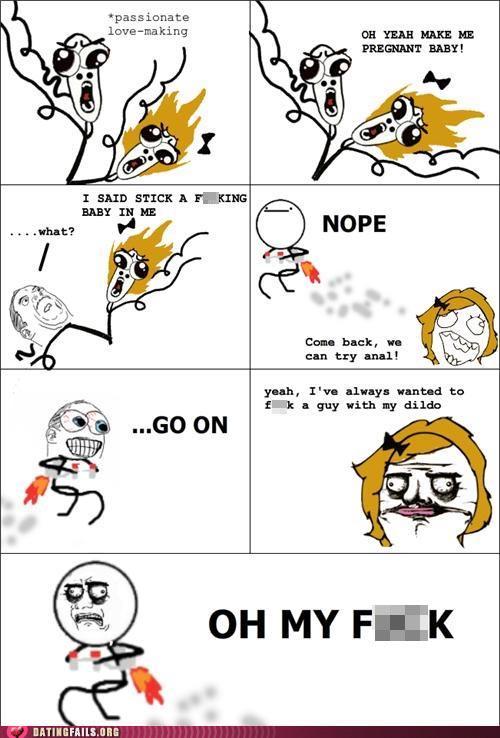 *passionate
love-making
OH YEAH MAKE ME
PREGNANT BABY!
I SAID STICK A F KING
BABY IN ME
....what?
NOPE
Come back, we
can try anal!
...GO ON
yeah, I've always wanted to
f k a guy with my dildo
OH MY F K
DATINGFAILS.ORG